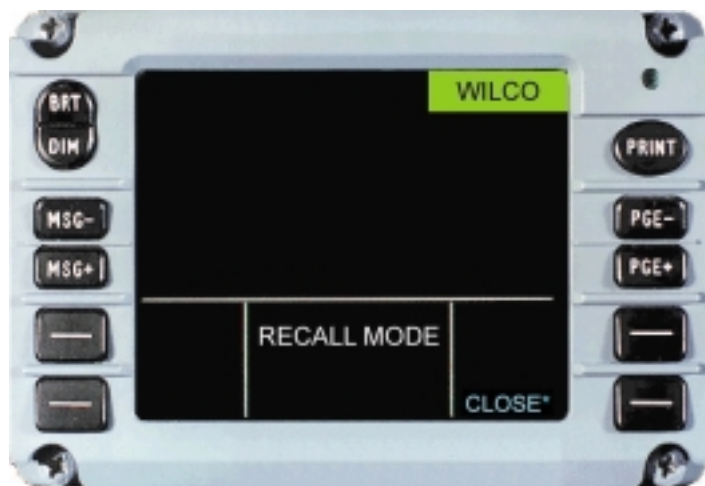 WILCO
BRT
DIM
PRINT
MSG-
PGE-
MSG+
PGE+
RECALL MODE
CLOSE*